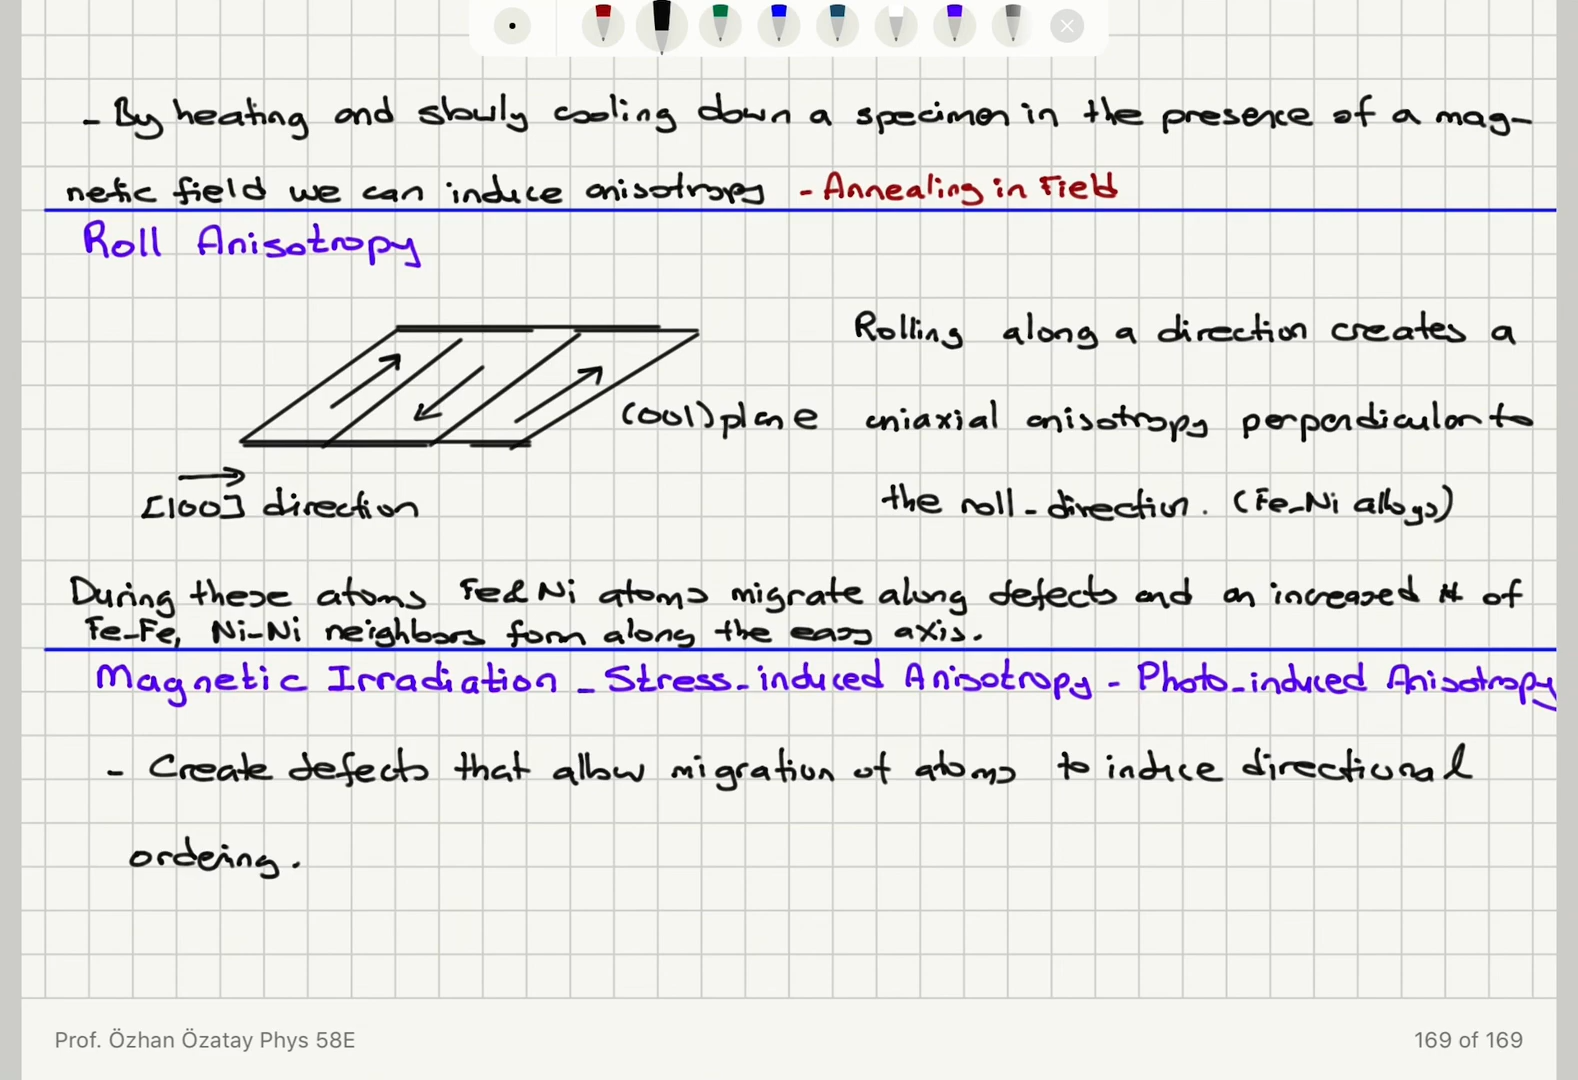 - By heating and slowly cooling down a specimen in the presence of a mag-
netic field we can induce anisotropy - Annealing in Field
Roll Anisotropy
Rolling along a direction creates a
(001) plane uniaxial anisotropy perpendicular to
[100] direction the roll-direction. (Fe-Ni alloys)
During these atoms Fe & Ni atoms migrate along defects and an increased # of
Fe-Fe, Ni-Ni neighbors form along the easy axis.
Magnetic Irradiation - Stress-induced Anisotropy - Photo-induced Anisotropy
- Create defects that allow migration of atoms to induce directional
ordering.
Prof. Özhan Özatay Phys 58E 169 of 169